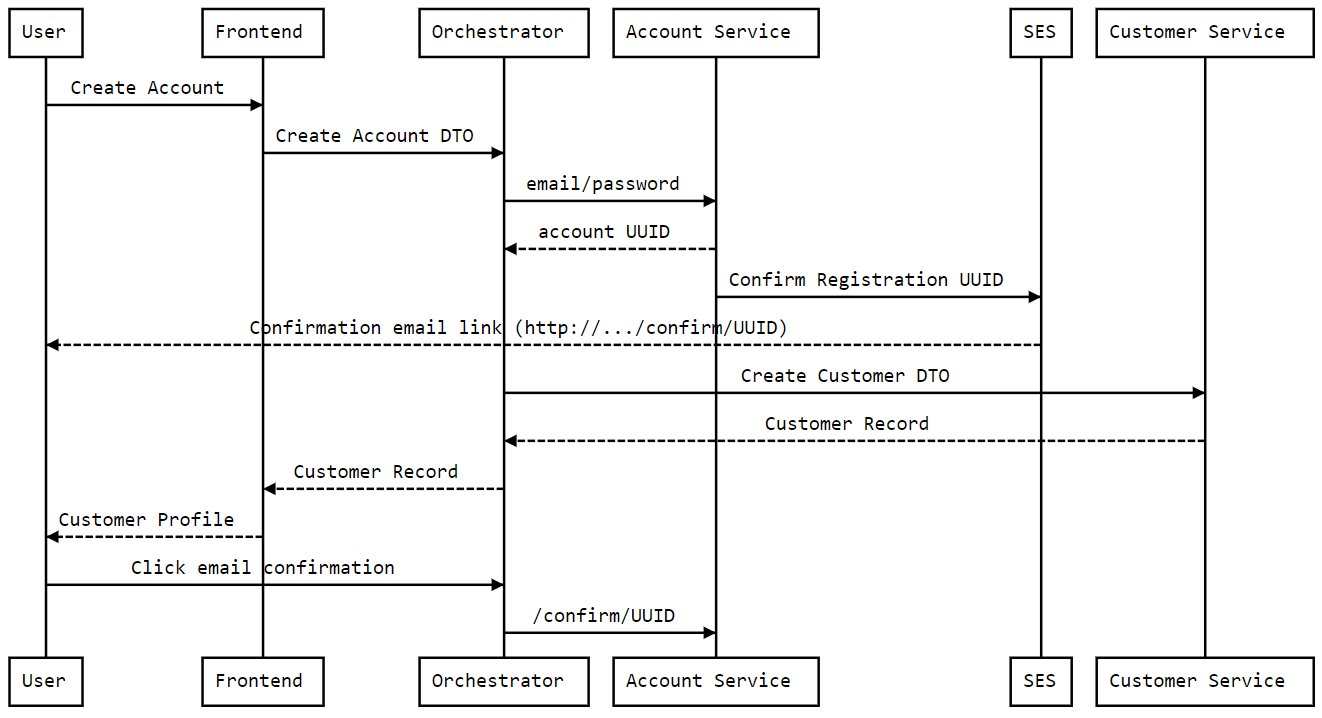 User Frontend Orchestrator Account Service SES Customer Service
Create Account
Create Account DTO
email/password
account UUID
Confirm Registration UUID
Confirmation email link (http://.../confirm/UUID)
Create Customer DTO
Customer Record
Customer Record
Customer Profile
Click email confirmation
/confirm/UUID
User Frontend Orchestrator Account Service SES Customer Service